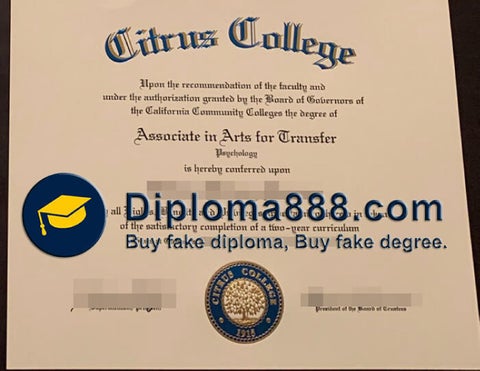 Citrus College
Upon the recommendation of the faculty and
under the authorization granted by the Board of Governors of
the California Community Colleges the degree of
Associate in Arts for Transfer
Psychology
is hereby conferred upon
Diploma888.com
all
of the satisfactory completion of a two-year curriculum
Buy fake diploma, Buy fake degree.
CITRUS COLLEGE
1915
President of the Board of Trustees